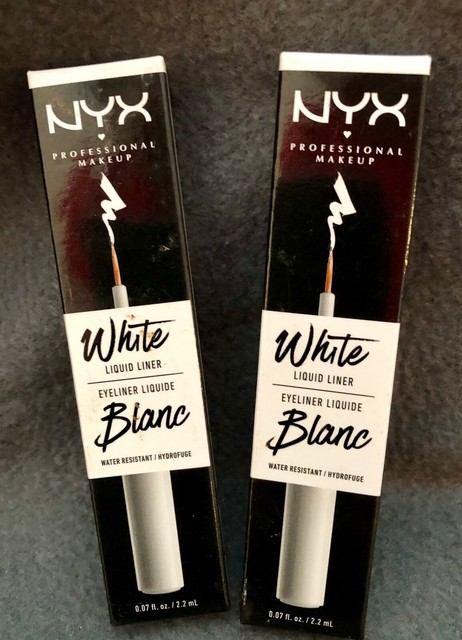 NYX
PROFESSIONAL
MAKEUP
White
LIQUID LINER
EYELINER LIQUIDE
Blanc
WATER RESISTANT / HYDROFUGE
0.07 fl. oz. / 2.2 mL
NYX
PROFESSIONAL
MAKEUP
White
LIQUID LINER
EYELINER LIQUIDE
Blanc
WATER RESISTANT / HYDROFUGE
0.07 fl. oz. / 2.2 mL